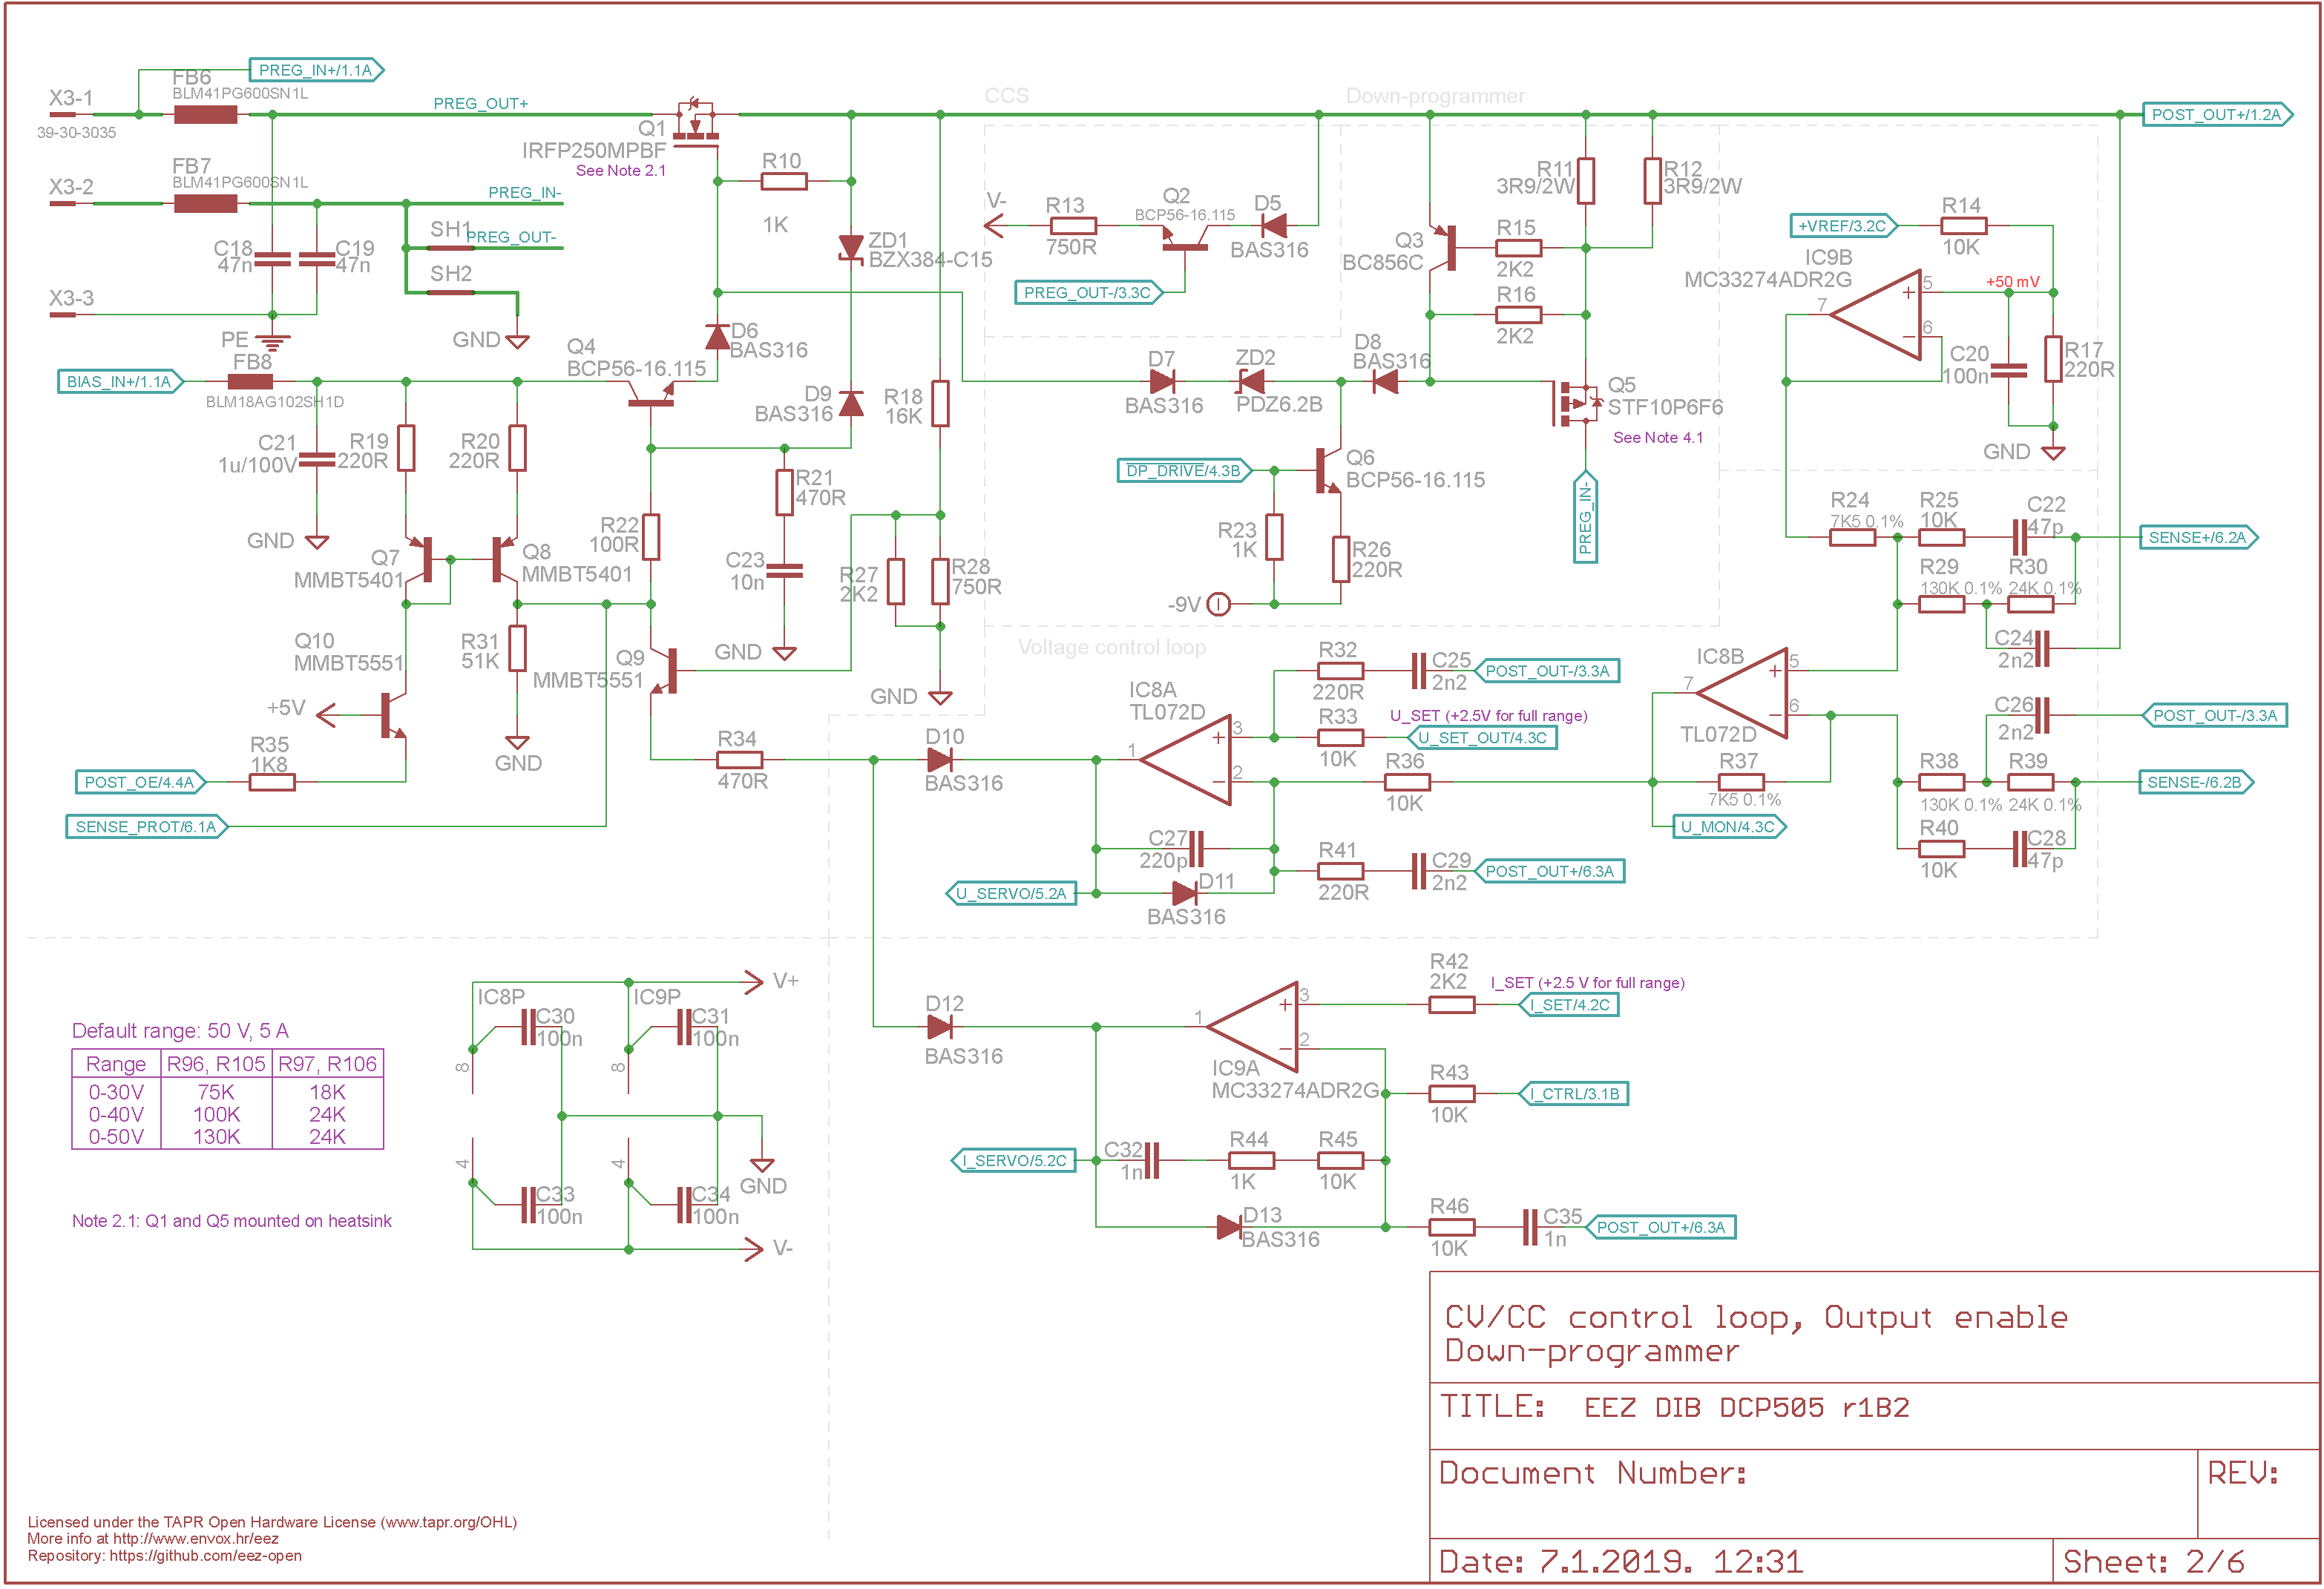 PREG_IN+/1.1A
X3-1
39-30-3035
FB6
BLM41PG600SN1L
PREG_OUT+
Q1
IRFP250MPBF
See Note 2.1
CCS
Down-programmer
POST_OUT+/1.2A
X3-2
FB7
BLM41PG600SN1L
PREG_IN-
SH1
PREG_OUT-
SH2
C18
47n
C19
47n
X3-3
PE
GND
R10
1K
ZD1
BZX384-C15
V-
R13
750R
Q2
BCP56-16.115
D5
BAS316
PREG_OUT-/3.3C
R11
3R9/2W
R12
3R9/2W
Q3
BC856C
R15
2K2
R16
2K2
+VREF/3.2C
R14
10K
IC9B
MC33274ADR2G
+50 mV
5
6
7
C20
100n
R17
220R
GND
BIAS_IN+/1.1A
FB8
BLM18AG102SH1D
Q4
BCP56-16.115
D6
BAS316
D9
BAS316
R18
16K
D7
BAS316
ZD2
PDZ6.2B
D8
BAS316
Q5
STF10P6F6
See Note 4.1
C21
1u/100V
R19
220R
R20
220R
GND
R21
470R
DP_DRIVE/4.3B
Q6
BCP56-16.115
PREG_IN-
R23
1K
R26
220R
-9V
Q7
MMBT5401
Q8
MMBT5401
R22
100R
C23
10n
R27
2K2
R28
750R
R24
7K5 0.1%
R25
10K
C22
47p
SENSE+/6.2A
R29
130K 0.1%
R30
24K 0.1%
C24
2n2
Q10
MMBT5551
R31
51K
Q9
MMBT5551
GND
GND
Voltage control loop
+5V
R35
1K8
GND
POST_OE/4.4A
SENSE_PROT/6.1A
R34
470R
D10
BAS316
IC8A
TL072D
1
3
2
R32
220R
C25
2n2
POST_OUT-/3.3A
U_SET (+2.5V for full range)
R33
10K
U_SET_OUT/4.3C
R36
10K
IC8B
TL072D
7
5
6
R37
7K5 0.1%
U_MON/4.3C
C26
2n2
POST_OUT-/3.3A
R38
130K 0.1%
R39
24K 0.1%
SENSE-/6.2B
R40
10K
C28
47p
C27
220p
D11
BAS316
U_SERVO/5.2A
R41
220R
C29
2n2
POST_OUT+/6.3A
Default range: 50 V, 5 A
Range R96, R105 R97, R106
0-30V 75K 18K
0-40V 100K 24K
0-50V 130K 24K
Note 2.1: Q1 and Q5 mounted on heatsink
IC8P
C30
100n
8
IC9P
C31
100n
8
V+
4
C33
100n
4
C34
100n
GND
V-
D12
BAS316
1
3
2
IC9A
MC33274ADR2G
R42
2K2
I_SET (+2.5 V for full range)
I_SET/4.2C
R43
10K
I_CTRL/3.1B
I_SERVO/5.2C
C32
1n
R44
1K
R45
10K
D13
BAS316
R46
10K
C35
1n
POST_OUT+/6.3A
CV/CC control loop, Output enable
Down-programmer
TITLE: EEZ DIB DCP505 r1B2
Document Number:
REV:
Date: 7.1.2019. 12:31
Sheet: 2/6
Licensed under the TAPR Open Hardware License (www.tapr.org/OHL)
More info at http://www.envox.hr/eez
Repository: https://github.com/eez-open